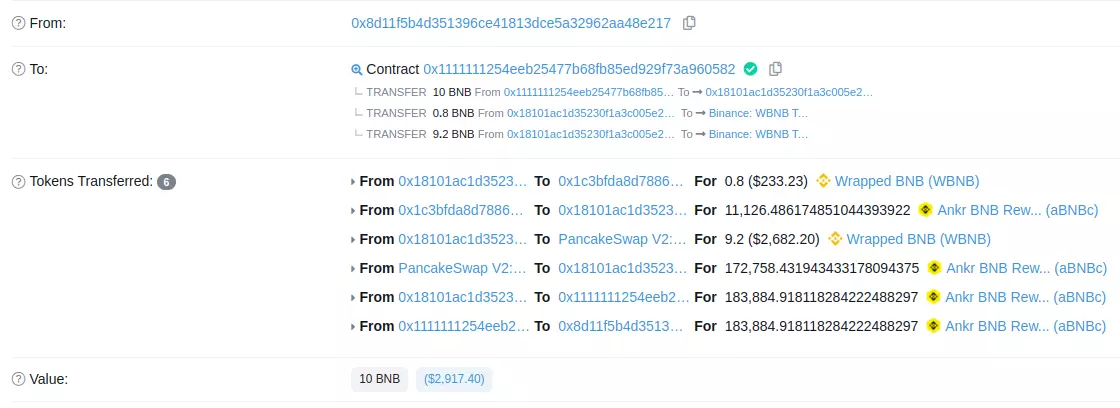 From: 0x8d11f5b4d351396ce41813dce5a32962aa48e217
To: Contract 0x1111111254eeb25477b68fb85ed929f73a960582
TRANSFER 10 BNB From 0x1111111254eeb25477b68fb85... To → 0x18101ac1d35230f1a3c005e2...
TRANSFER 0.8 BNB From 0x18101ac1d35230f1a3c005e2... To → Binance: WBNB T...
TRANSFER 9.2 BNB From 0x18101ac1d35230f1a3c005e2... To → Binance: WBNB T...
Tokens Transferred: 6 From 0x18101ac1d3523... To 0x1c3bfda8d7886... For 0.8 ($233.23) Wrapped BNB (WBNB)
From 0x1c3bfda8d7886... To 0x18101ac1d3523... For 11,126.486174851044393922 Ankr BNB Rew... (aBNBc)
From 0x18101ac1d3523... To PancakeSwap V2:... For 9.2 ($2,682.20) Wrapped BNB (WBNB)
From PancakeSwap V2:... To 0x18101ac1d3523... For 172,758.431943433178094375 Ankr BNB Rew... (aBNBc)
From 0x18101ac1d3523... To 0x1111111254eeb2... For 183,884.918118284222488297 Ankr BNB Rew... (aBNBc)
From 0x1111111254eeb2... To 0x8d11f5b4d3513... For 183,884.918118284222488297 Ankr BNB Rew... (aBNBc)
Value: 10 BNB ($2,917.40)